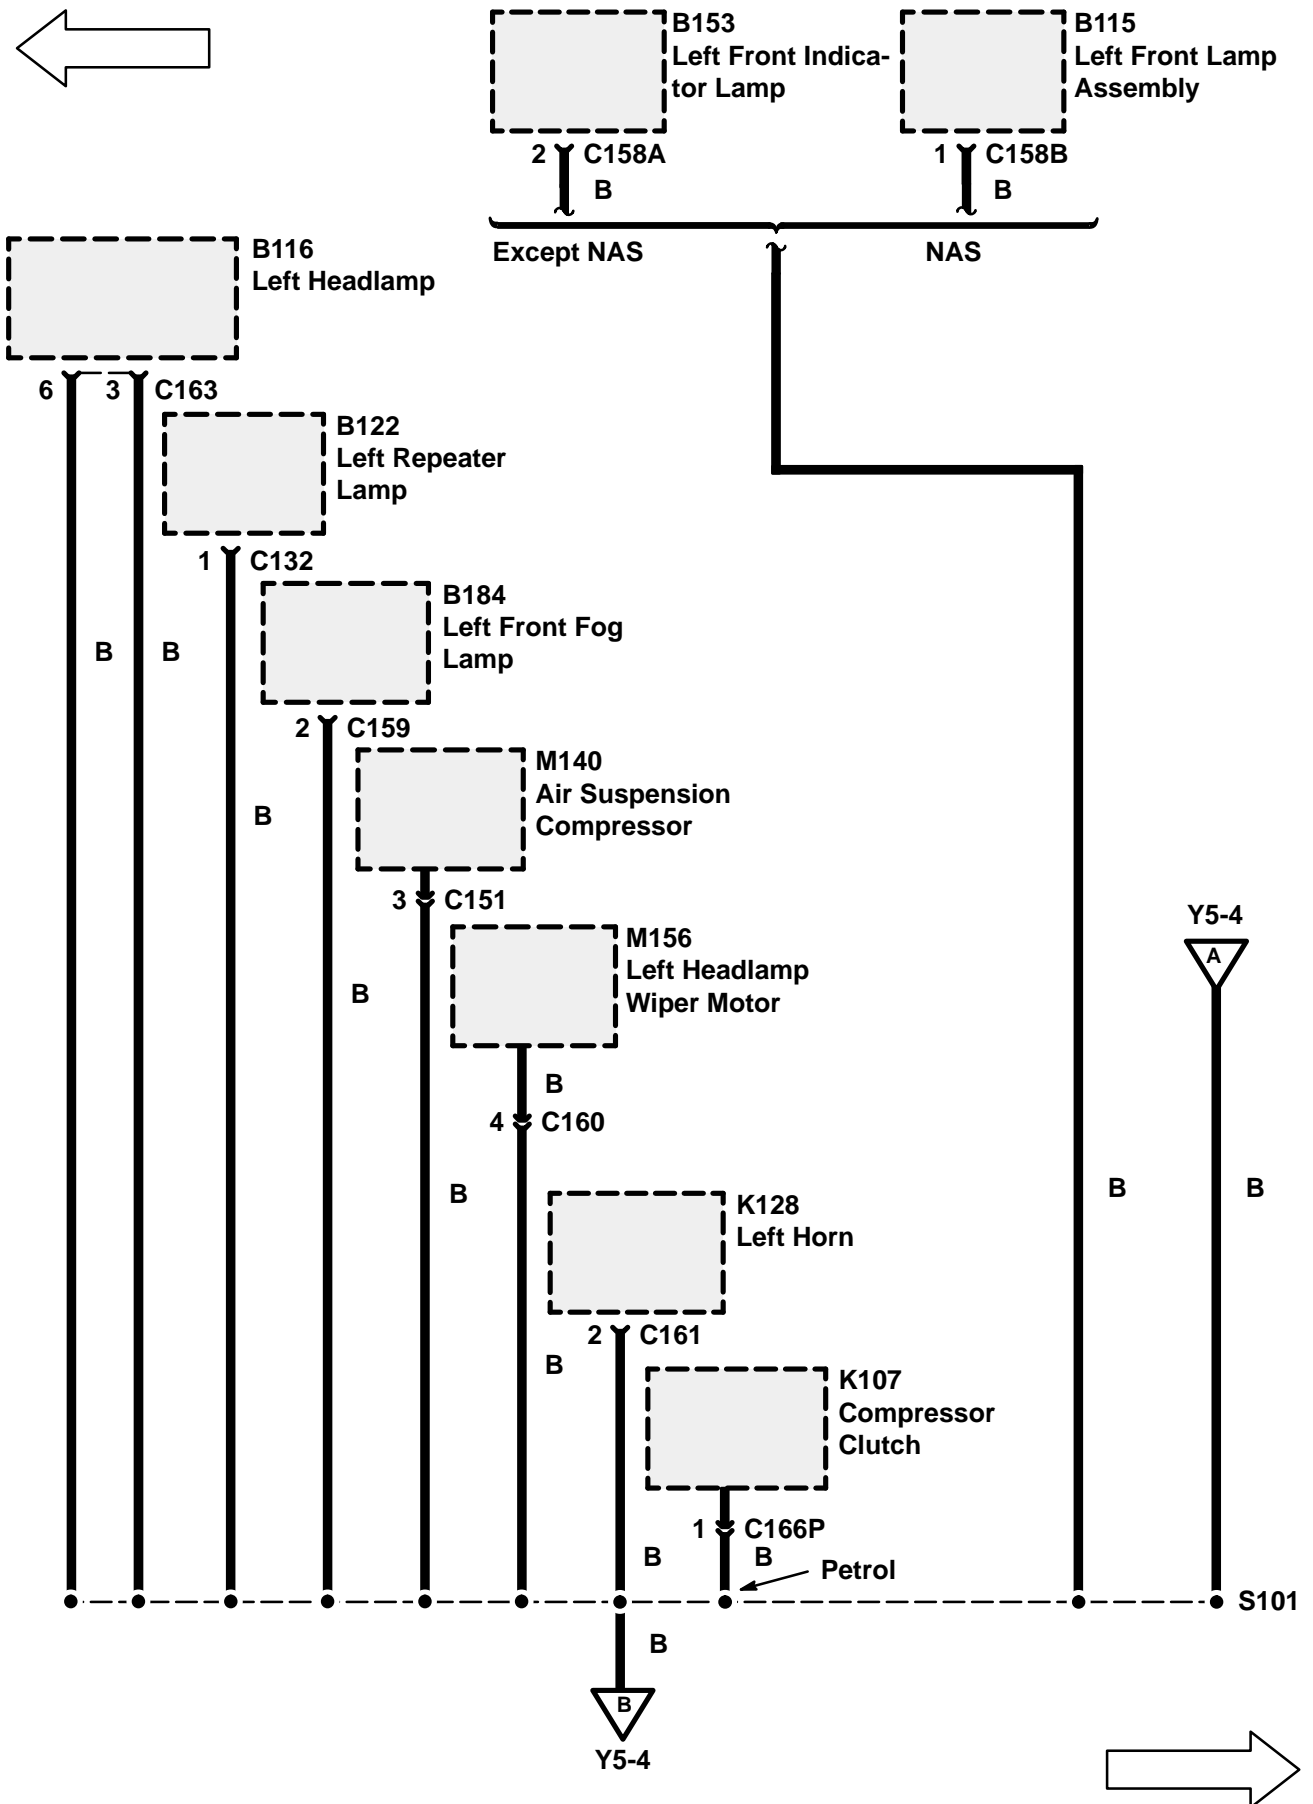 B153
Left Front Indica-
tor Lamp
B115
Left Front Lamp
Assembly
2 C158A
1 C158B
B
B
Except NAS
NAS
B116
Left Headlamp
6 3 C163
B122
Left Repeater
Lamp
1 C132
B184
Left Front Fog
Lamp
B B
2 C159
M140
Air Suspension
Compressor
B
3 C151
Y5-4
A
M156
Left Headlamp
Wiper Motor
B
B
4 C160
B
B
B
K128
Left Horn
2 C161
B
K107
Compressor
Clutch
1 C166P
B
B
Petrol
S101
B
B
Y5-4